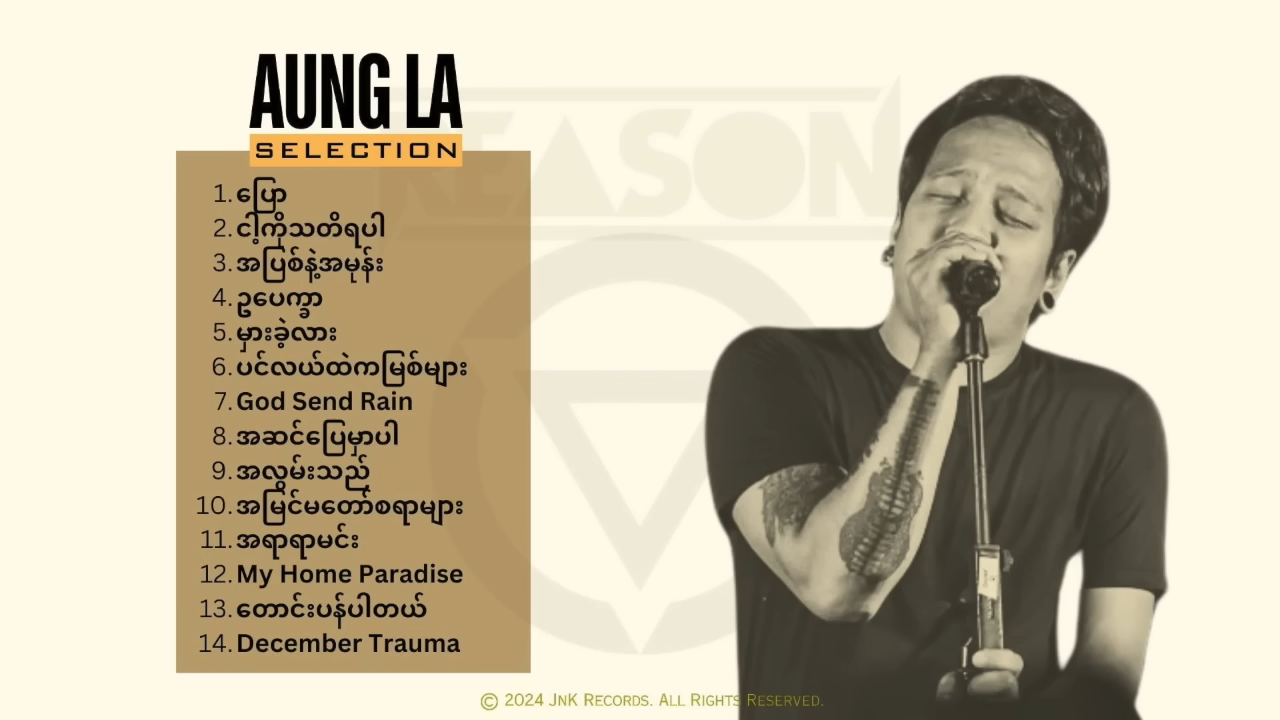 AUNG LA
SELECTION
REASON
1. ပြော
2. ငါ့ကိုသတိရပါ
3. အပြစ်နဲ့အမုန်း
4. ဥပေက္ခာ
5. မှားခဲ့လား
6. ပင်လယ်ထဲကမြစ်များ
7. God Send Rain
8. အဆင်ပြေမှာပါ
9. အလွမ်းသည်
10. အမြင်မတော်စရာများ
11. အရာရာမင်း
12. My Home Paradise
13. တောင်းပန်ပါတယ်
14. December Trauma
© 2024 JnK Records. All Rights Reserved.